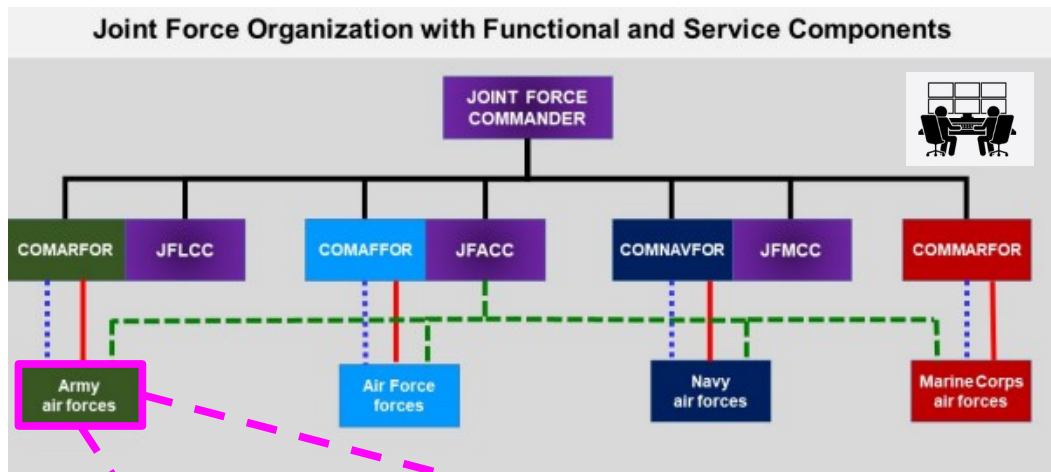 Joint Force Organization with Functional and Service Components
JOINT FORCE
COMMANDER
COMARFOR
JFLCC
COMAFFOR
JFACC
COMNAVFOR
JFMCC
COMMARFOR
Army
air forces
Air Force
forces
Navy
air forces
Marine Corps
air forces